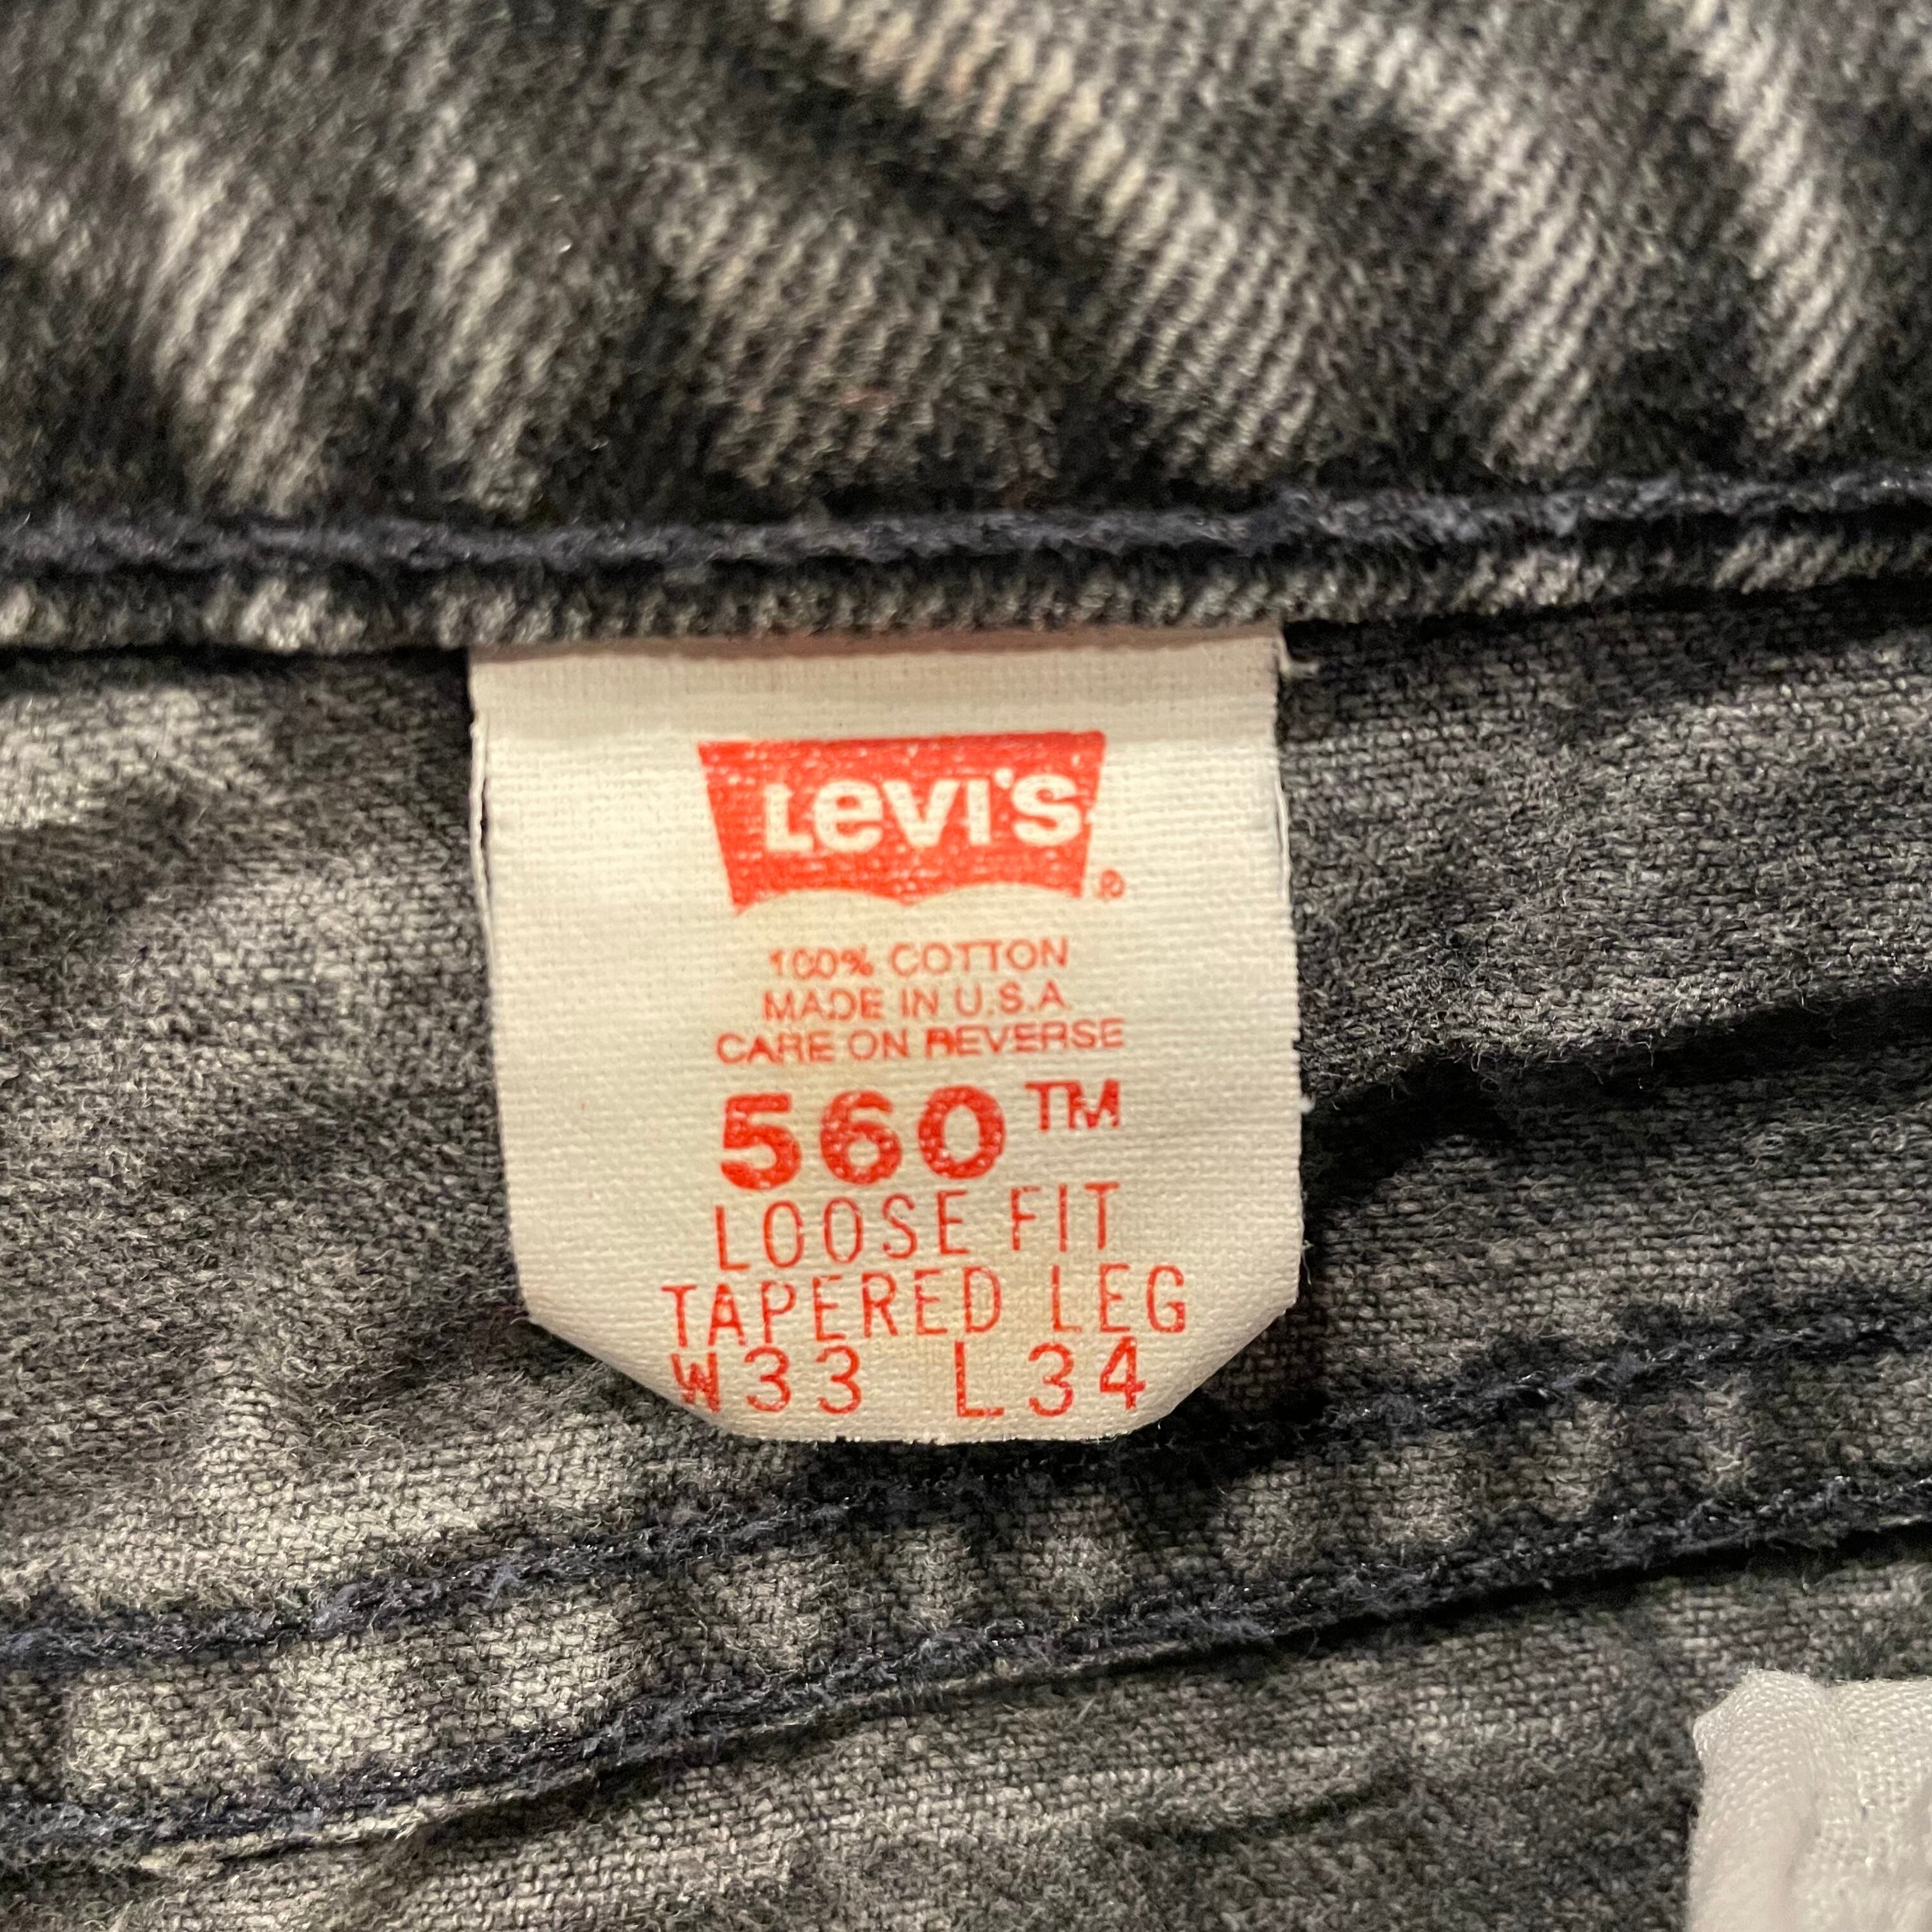 Levi's®
100% COTTON
MADE IN U.S.A
CARE ON REVERSE
560™
LOOSE FIT
TAPERED LEG
W33 L34